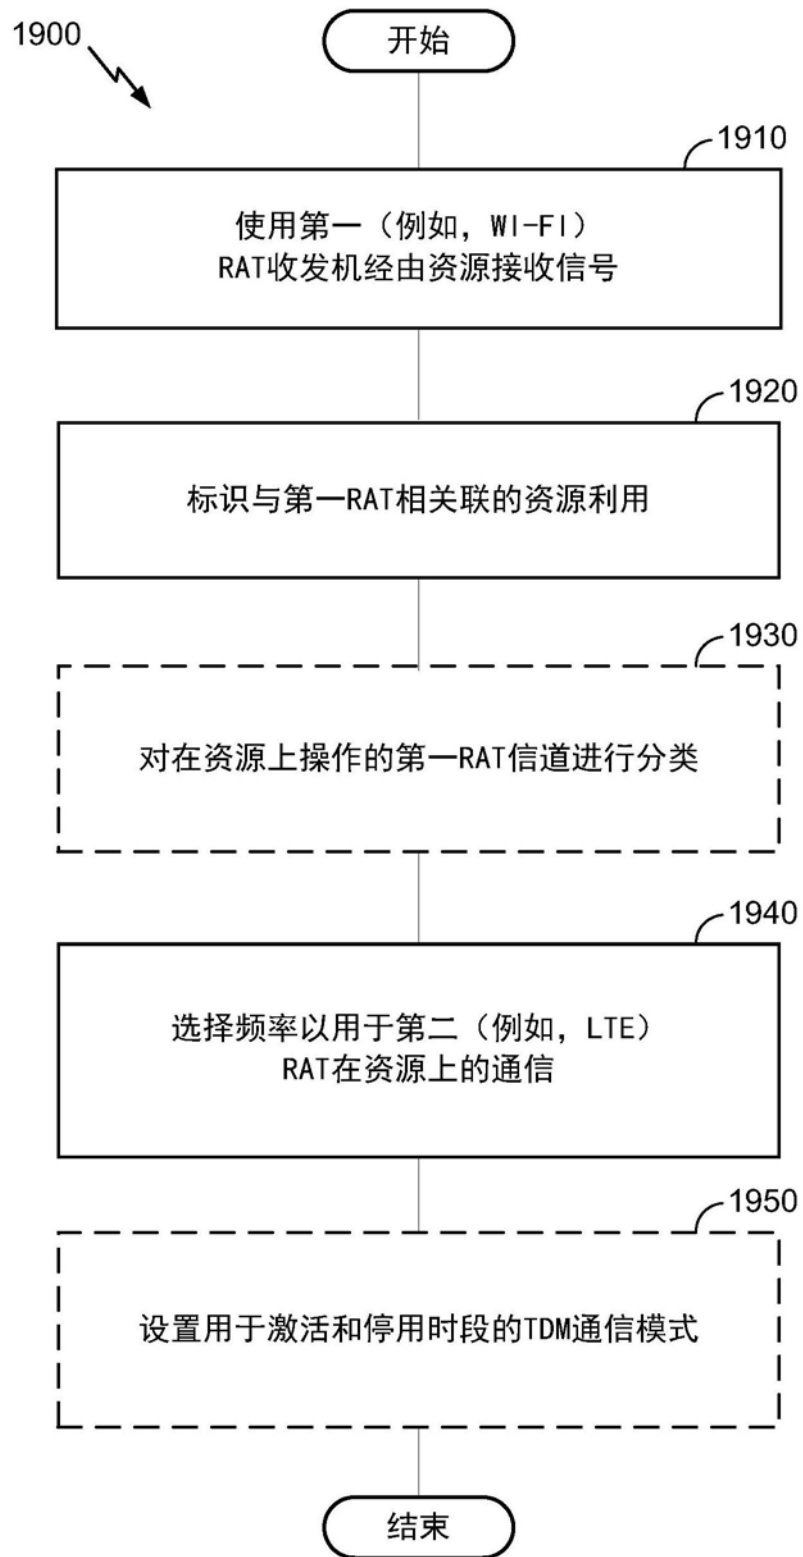 1900
开始
1910
使用第一（例如，WI-FI）
RAT收发机经由资源接收信号
1920
标识与第一RAT相关联的资源利用
1930
对在资源上操作的第一RAT信道进行分类
1940
选择频率以用于第二（例如，LTE）
RAT在资源上的通信
1950
设置用于激活和停用时段的TDM通信模式
结束